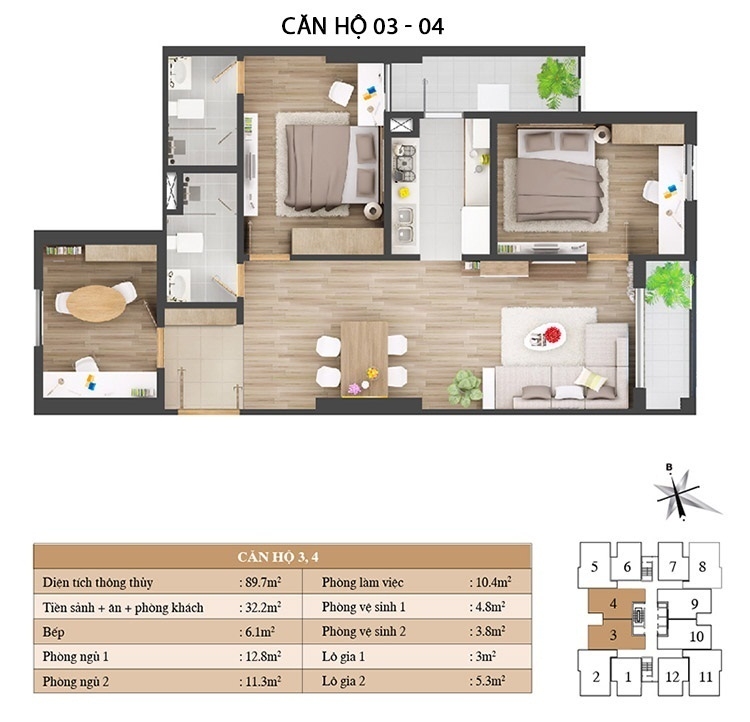 CĂN HỘ 03 - 04
B
CĂN HỘ 3, 4
Diện tích thông thủy : 89.7m² Phòng làm việc : 10.4m²
Tiền sảnh + ăn + phòng khách : 32.2m² Phòng vệ sinh 1 : 4.8m²
Bếp : 6.1m² Phòng vệ sinh 2 : 3.8m²
Phòng ngủ 1 : 12.8m² Lô gia 1 : 3m²
Phòng ngủ 2 : 11.3m² Lô gia 2 : 5.3m²
5 6 7 8
4 9
3 10
2 1 12 11